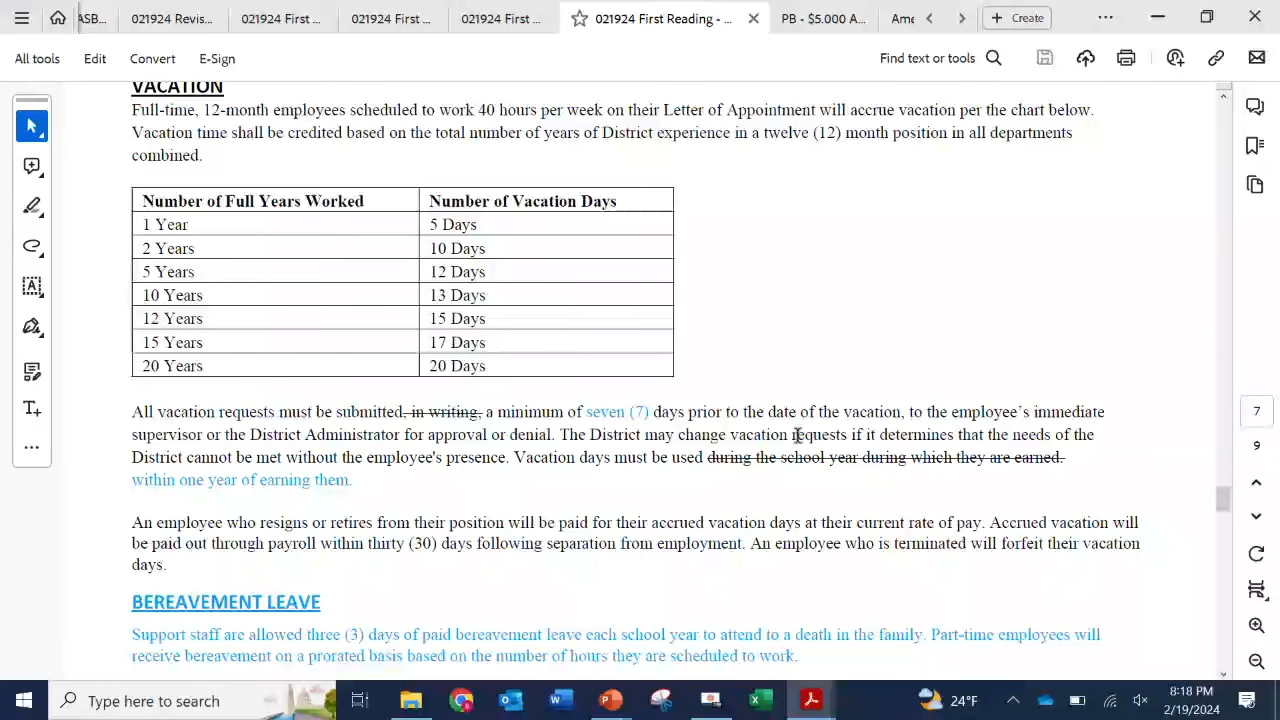 ASB...
021924 Revis...
021924 First ...
021924 First ...
021924 First ...
021924 First Reading - ...
PB - $5.000 A...
Ame
Create
All tools
Edit
Convert
E-Sign
Find text or tools
VACATION
Full-time, 12-month employees scheduled to work 40 hours per week on their Letter of Appointment will accrue vacation per the chart below.
Vacation time shall be credited based on the total number of years of District experience in a twelve (12) month position in all departments
combined.
Number of Full Years Worked Number of Vacation Days
1 Year 5 Days
2 Years 10 Days
5 Years 12 Days
10 Years 13 Days
12 Years 15 Days
15 Years 17 Days
20 Years 20 Days
All vacation requests must be submitted, in writing, a minimum of seven (7) days prior to the date of the vacation, to the employee's immediate
supervisor or the District Administrator for approval or denial. The District may change vacation requests if it determines that the needs of the
District cannot be met without the employee's presence. Vacation days must be used during the school year during which they are earned.
within one year of earning them.
An employee who resigns or retires from their position will be paid for their accrued vacation days at their current rate of pay. Accrued vacation will
be paid out through payroll within thirty (30) days following separation from employment. An employee who is terminated will forfeit their vacation
days.
BEREAVEMENT LEAVE
Support staff are allowed three (3) days of paid bereavement leave each school year to attend to a death in the family. Part-time employees will
receive bereavement on a prorated basis based on the number of hours they are scheduled to work.
7
9
Type here to search
24°F
8:18 PM
2/19/2024